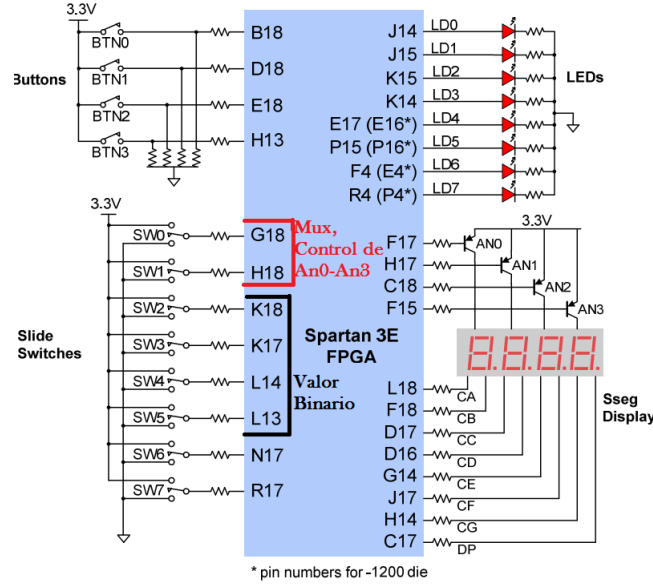 3.3V
BTN0
Buttons
BTN1
BTN2
BTN3
B18
D18
E18
H13
J14 LD0
J15 LD1
K15 LD2
K14 LD3
E17 (E16*) LD4
P15 (P16*) LD5
F4 (E4*) LD6
R4 (P4*) LD7
LEDs
3.3V
SW0
SW1
SW2
SW3
SW4
SW5
SW6
SW7
Slide
Switches
G18
H18
Mux,
Control de
An0-An3
K18
K17
L14
L13
Valor
Binario
N17
R17
Spartan 3E
FPGA
3.3V
F17 AN0
H17 AN1
C18 AN2
F15 AN3
8.8.8.8.
Sseg
Display
L18 CA
F18 CB
D17 CC
D16 CD
G14 CE
J17 CF
H14 CG
C17 DP
* pin numbers for -1200 die